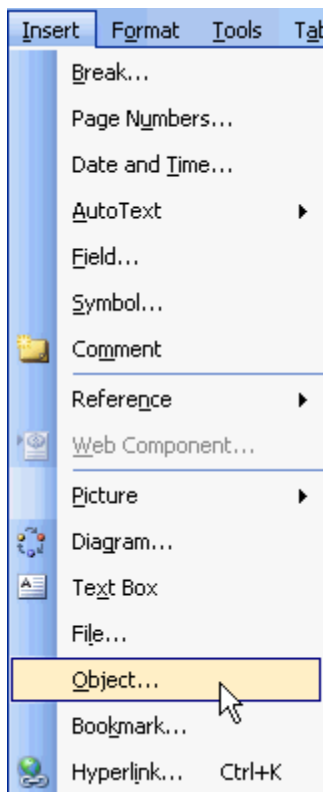 Insert Format Tools Tab
Break...
Page Numbers...
Date and Time...
AutoText
Field...
Symbol...
Comment
Reference
Web Component...
Picture
Diagram...
Text Box
File...
Object...
Bookmark...
Hyperlink... Ctrl+K